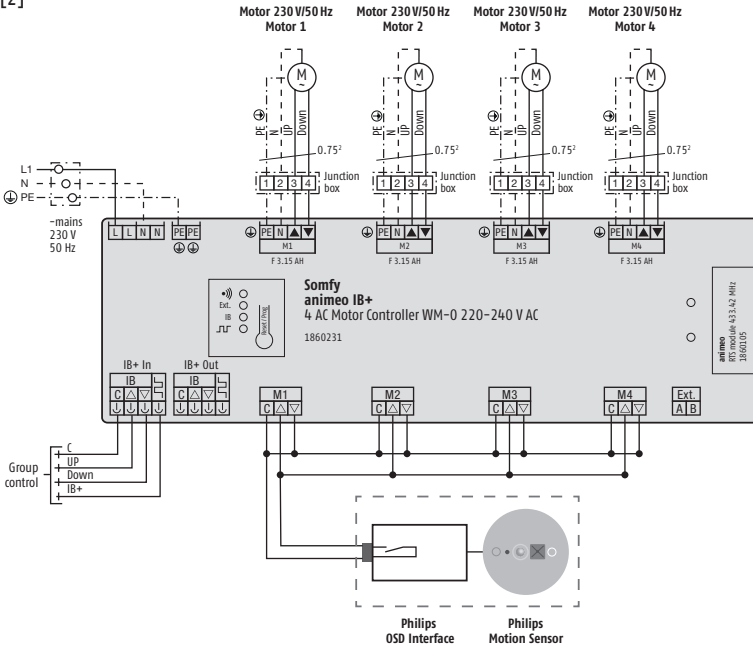 [2]
Motor 230 V/50 Hz
Motor 1
Motor 230 V/50 Hz
Motor 2
Motor 230 V/50 Hz
Motor 3
Motor 230 V/50 Hz
Motor 4
M
~
M
~
M
~
M
~
PE
N
UP
Down
PE
N
UP
Down
PE
N
UP
Down
PE
N
UP
Down
0.75²
0.75²
0.75²
0.75²
1 2 3 4
Junction
box
1 2 3 4
Junction
box
1 2 3 4
Junction
box
1 2 3 4
Junction
box
L1
N
PE
~mains
230 V
50 Hz
L L N N
PE PE
PE N ▲ ▼
M1
F 3.15 AH
PE N ▲ ▼
M2
F 3.15 AH
PE N ▲ ▼
M3
F 3.15 AH
PE N ▲ ▼
M4
F 3.15 AH
Ext.
IB
Reset / Prog.
Somfy
animeo IB+
4 AC Motor Controller WM-0 220-240 V AC
1860231
animeo
RTS module 433.42 MHz
1860105
IB+ In
IB
C △ ▽
IB+ Out
IB
C △ ▽
M1
C △ ▽
M2
C △ ▽
M3
C △ ▽
M4
C △ ▽
Ext.
A B
Group
control
C
UP
Down
IB+
Philips
OSD Interface
Philips
Motion Sensor